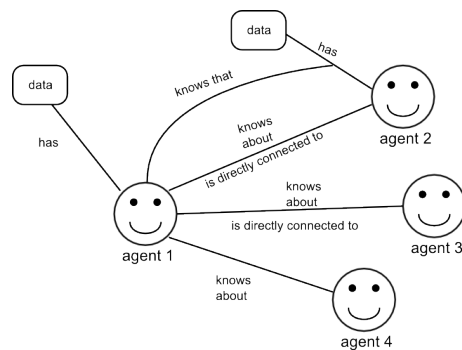 data
has
data
knows that
has
knows
about
is directly connected to
agent 2
knows
about
is directly connected to
agent 3
agent 1
knows
about
agent 4